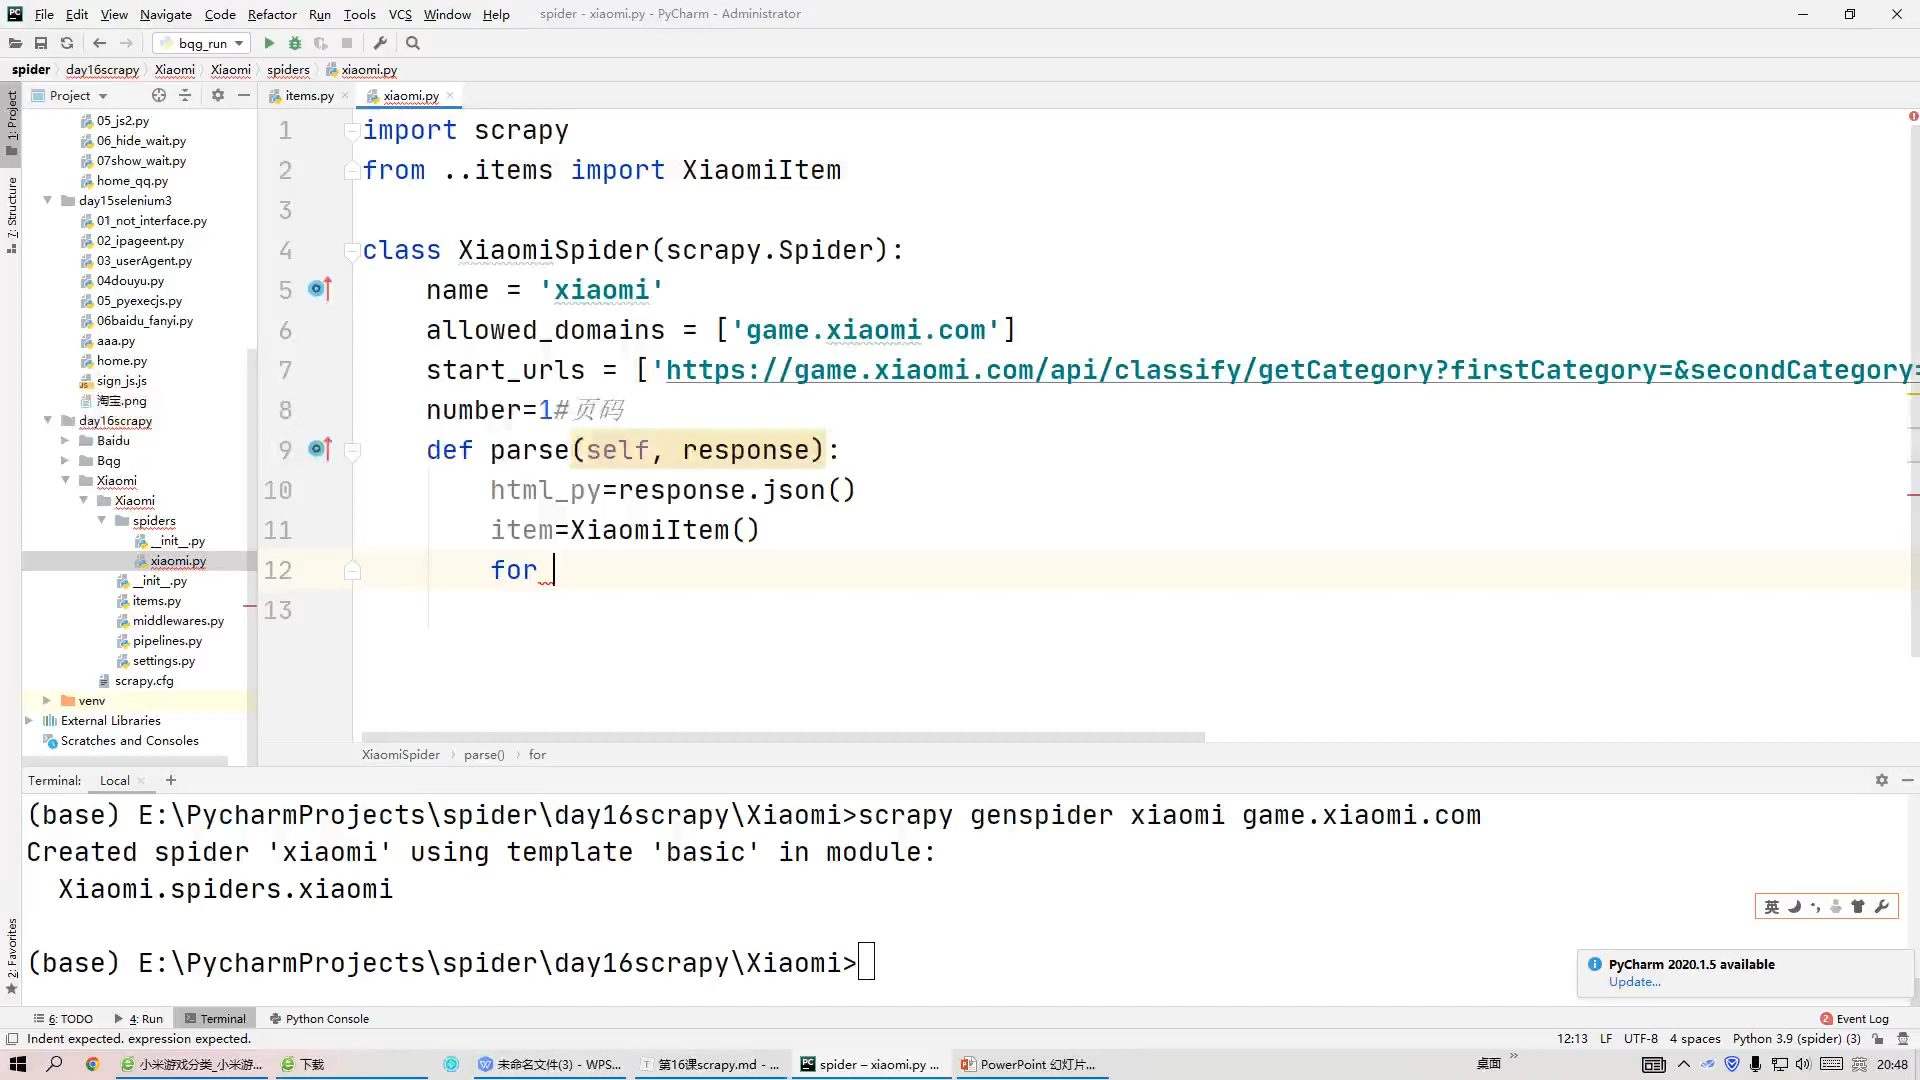 File Edit View Navigate Code Refactor Run Tools VCS Window Help spider - xiaomi.py - PyCharm - Administrator
bqg_run
spider day16scrapy Xiaomi Xiaomi spiders xiaomi.py
Project
items.py xiaomi.py
1: Project
7: Structure
2: Favorites
05_js2.py
06_hide_wait.py
07show_wait.py
home_qq.py
day15selenium3
01_not_interface.py
02_ipageent.py
03_userAgent.py
04douyu.py
05_pyexecjs.py
06baidu_fanyi.py
aaa.py
home.py
sign_js.js
淘宝.png
day16scrapy
Baidu
Bqg
Xiaomi
Xiaomi
spiders
__init__.py
xiaomi.py
__init__.py
items.py
middlewares.py
pipelines.py
settings.py
scrapy.cfg
venv
External Libraries
Scratches and Consoles
1 import scrapy
2 from ..items import XiaomiItem
3
4 class XiaomiSpider(scrapy.Spider):
5 name = 'xiaomi'
6 allowed_domains = ['game.xiaomi.com']
7 start_urls = ['https://game.xiaomi.com/api/classify/getCategory?firstCategory=&secondCategory=
8 number=1#页码
9 def parse(self, response):
10 html_py=response.json()
11 item=XiaomiItem()
12 for
13
XiaomiSpider parse() for
Terminal: Local +
(base) E:\PycharmProjects\spider\day16scrapy\Xiaomi>scrapy genspider xiaomi game.xiaomi.com
Created spider 'xiaomi' using template 'basic' in module:
Xiaomi.spiders.xiaomi
(base) E:\PycharmProjects\spider\day16scrapy\Xiaomi>
英
PyCharm 2020.1.5 available
Update...
6: TODO 4: Run Terminal Python Console 2 Event Log
Indent expected. expression expected. 12:13 LF UTF-8 4 spaces Python 3.9 (spider) (3)
小米游戏分类_小米游... 下载 未命名文件(3) - WPS... 第16课scrapy.md - ... spider – xiaomi.py ... PowerPoint 幻灯片... 桌面 英 20:48